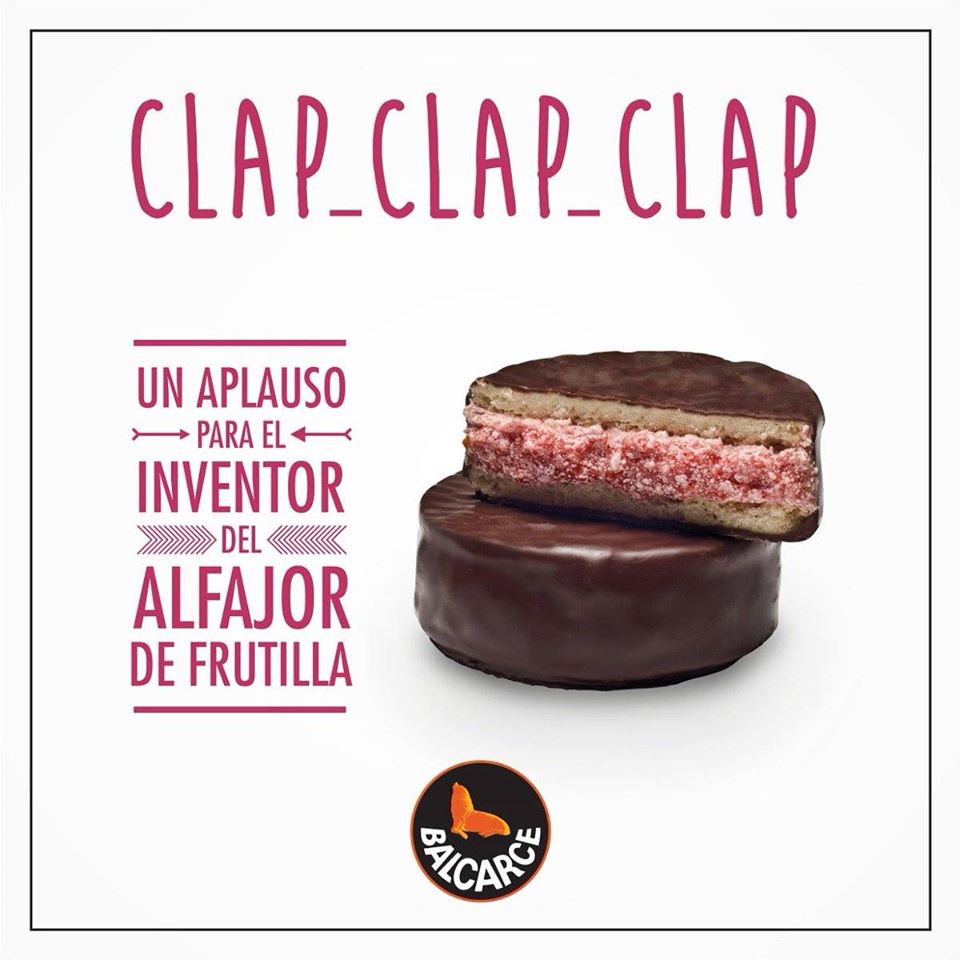 CLAP_CLAP_CLAP
UN APLAUSO
PARA EL
INVENTOR
DEL
ALFAJOR
DE FRUTILLA
BALCARCE